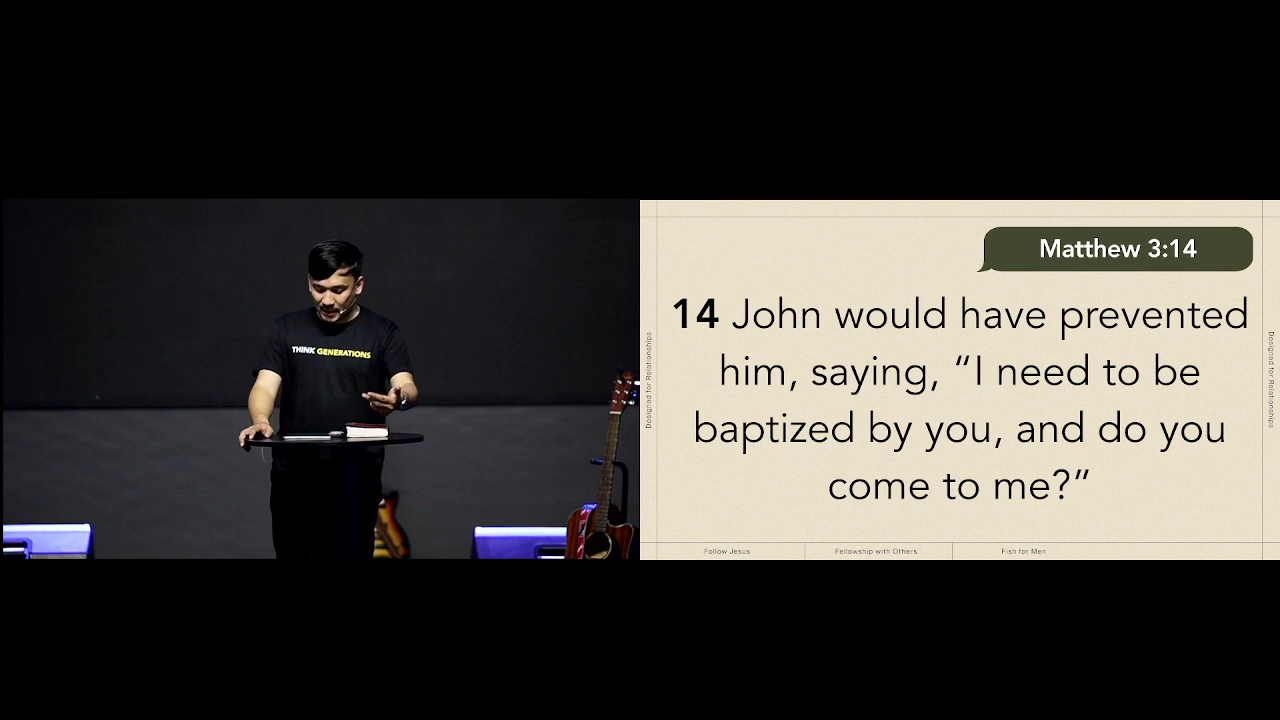 THINK GENERATIONS
Matthew 3:14
14 John would have prevented
him, saying, “I need to be
baptized by you, and do you
come to me?”
Designed for Relationships
Designed for Relationships
Follow Jesus
Fellowship with Others
Fish for Men